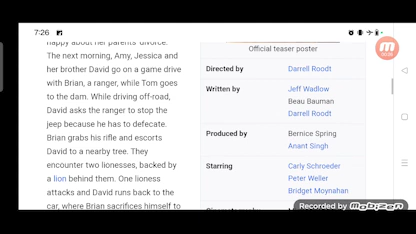 7:26
happy about her parents' divorce.
The next morning, Amy, Jessica and
her brother David go on a game drive
with Brian, a ranger, while Tom goes
to the dam. While driving off-road,
David asks the ranger to stop the
jeep because he has to defecate.
Brian grabs his rifle and escorts
David to a nearby tree. They
encounter two lionesses, backed by
a lion behind them. One lioness
attacks and David runs back to the
car, where Brian sacrifices himself to
Official teaser poster
Directed by Darrell Roodt
Written by Jeff Wadlow
Beau Bauman
Darrell Roodt
Produced by Bernice Spring
Anant Singh
Starring Carly Schroeder
Peter Weller
Bridget Moynahan
Recorded by Mobizen